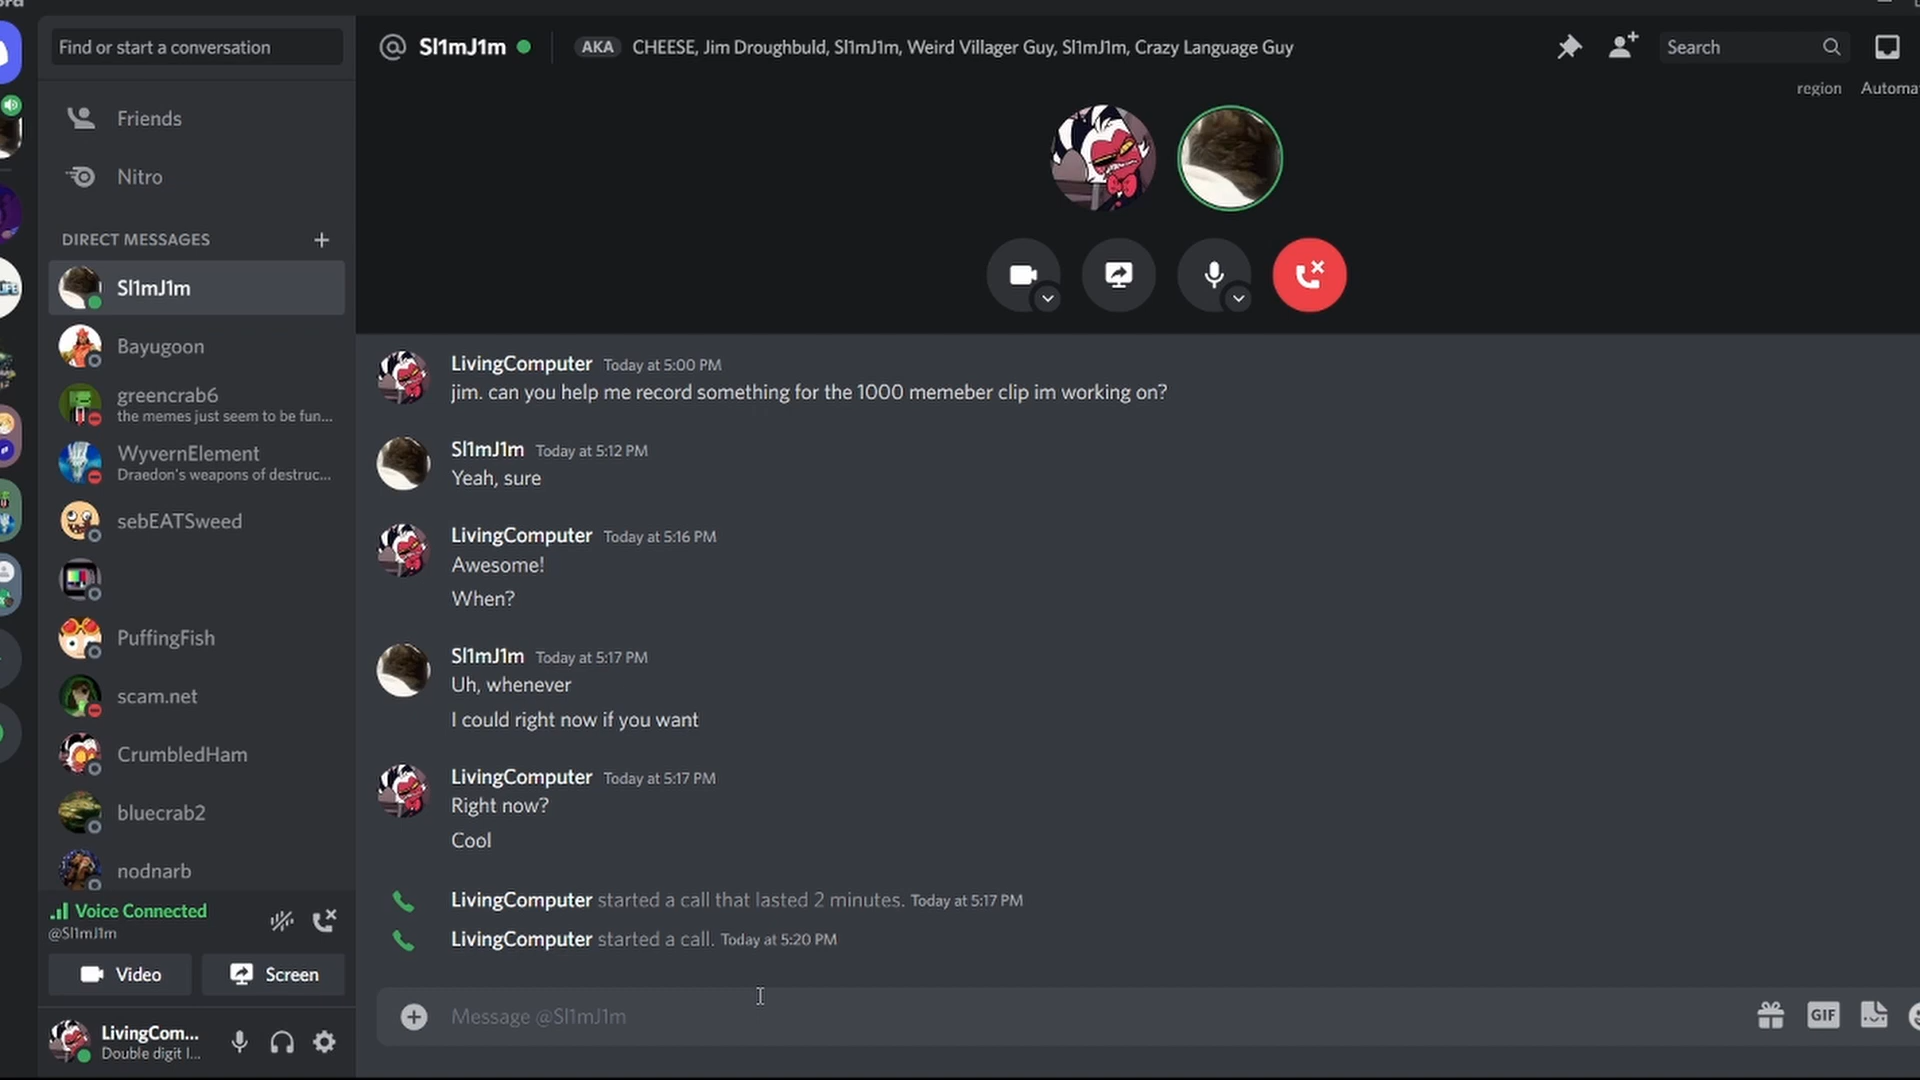 Find or start a conversation
Sl1mJ1m
AKA CHEESE, Jim Droughbuld, Sl1mJ1m, Weird Villager Guy, Sl1mJ1m, Crazy Language Guy
Search
region
Friends
Nitro
DIRECT MESSAGES
Sl1mJ1m
Bayugoon
greencrab6
the memes just seem to be fun...
WyvernElement
Draedon's weapons of destruc...
sebEATSweed
PuffingFish
scam.net
CrumbledHam
bluecrab2
nodnarb
Voice Connected
@Sl1mJ1m
Video
Screen
LivingCom...
Double digit I...
LivingComputer Today at 5:00 PM
jim. can you help me record something for the 1000 memeber clip im working on?
Sl1mJ1m Today at 5:12 PM
Yeah, sure
LivingComputer Today at 5:16 PM
Awesome!
When?
Sl1mJ1m Today at 5:17 PM
Uh, whenever
I could right now if you want
LivingComputer Today at 5:17 PM
Right now?
Cool
LivingComputer started a call that lasted 2 minutes. Today at 5:17 PM
LivingComputer started a call. Today at 5:20 PM
Message @Sl1mJ1m
GIF